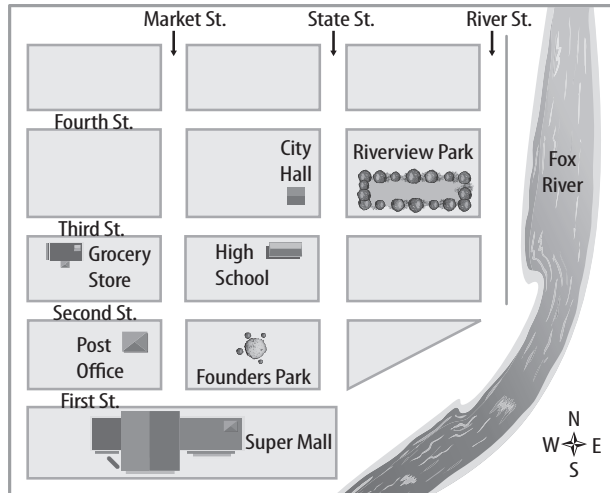 Market St.
State St.
River St.
Fourth St.
City
Hall
Riverview Park
Fox
River
Third St.
Grocery
Store
High
School
Second St.
Post
Office
Founders Park
First St.
Super Mall
N
W E
S